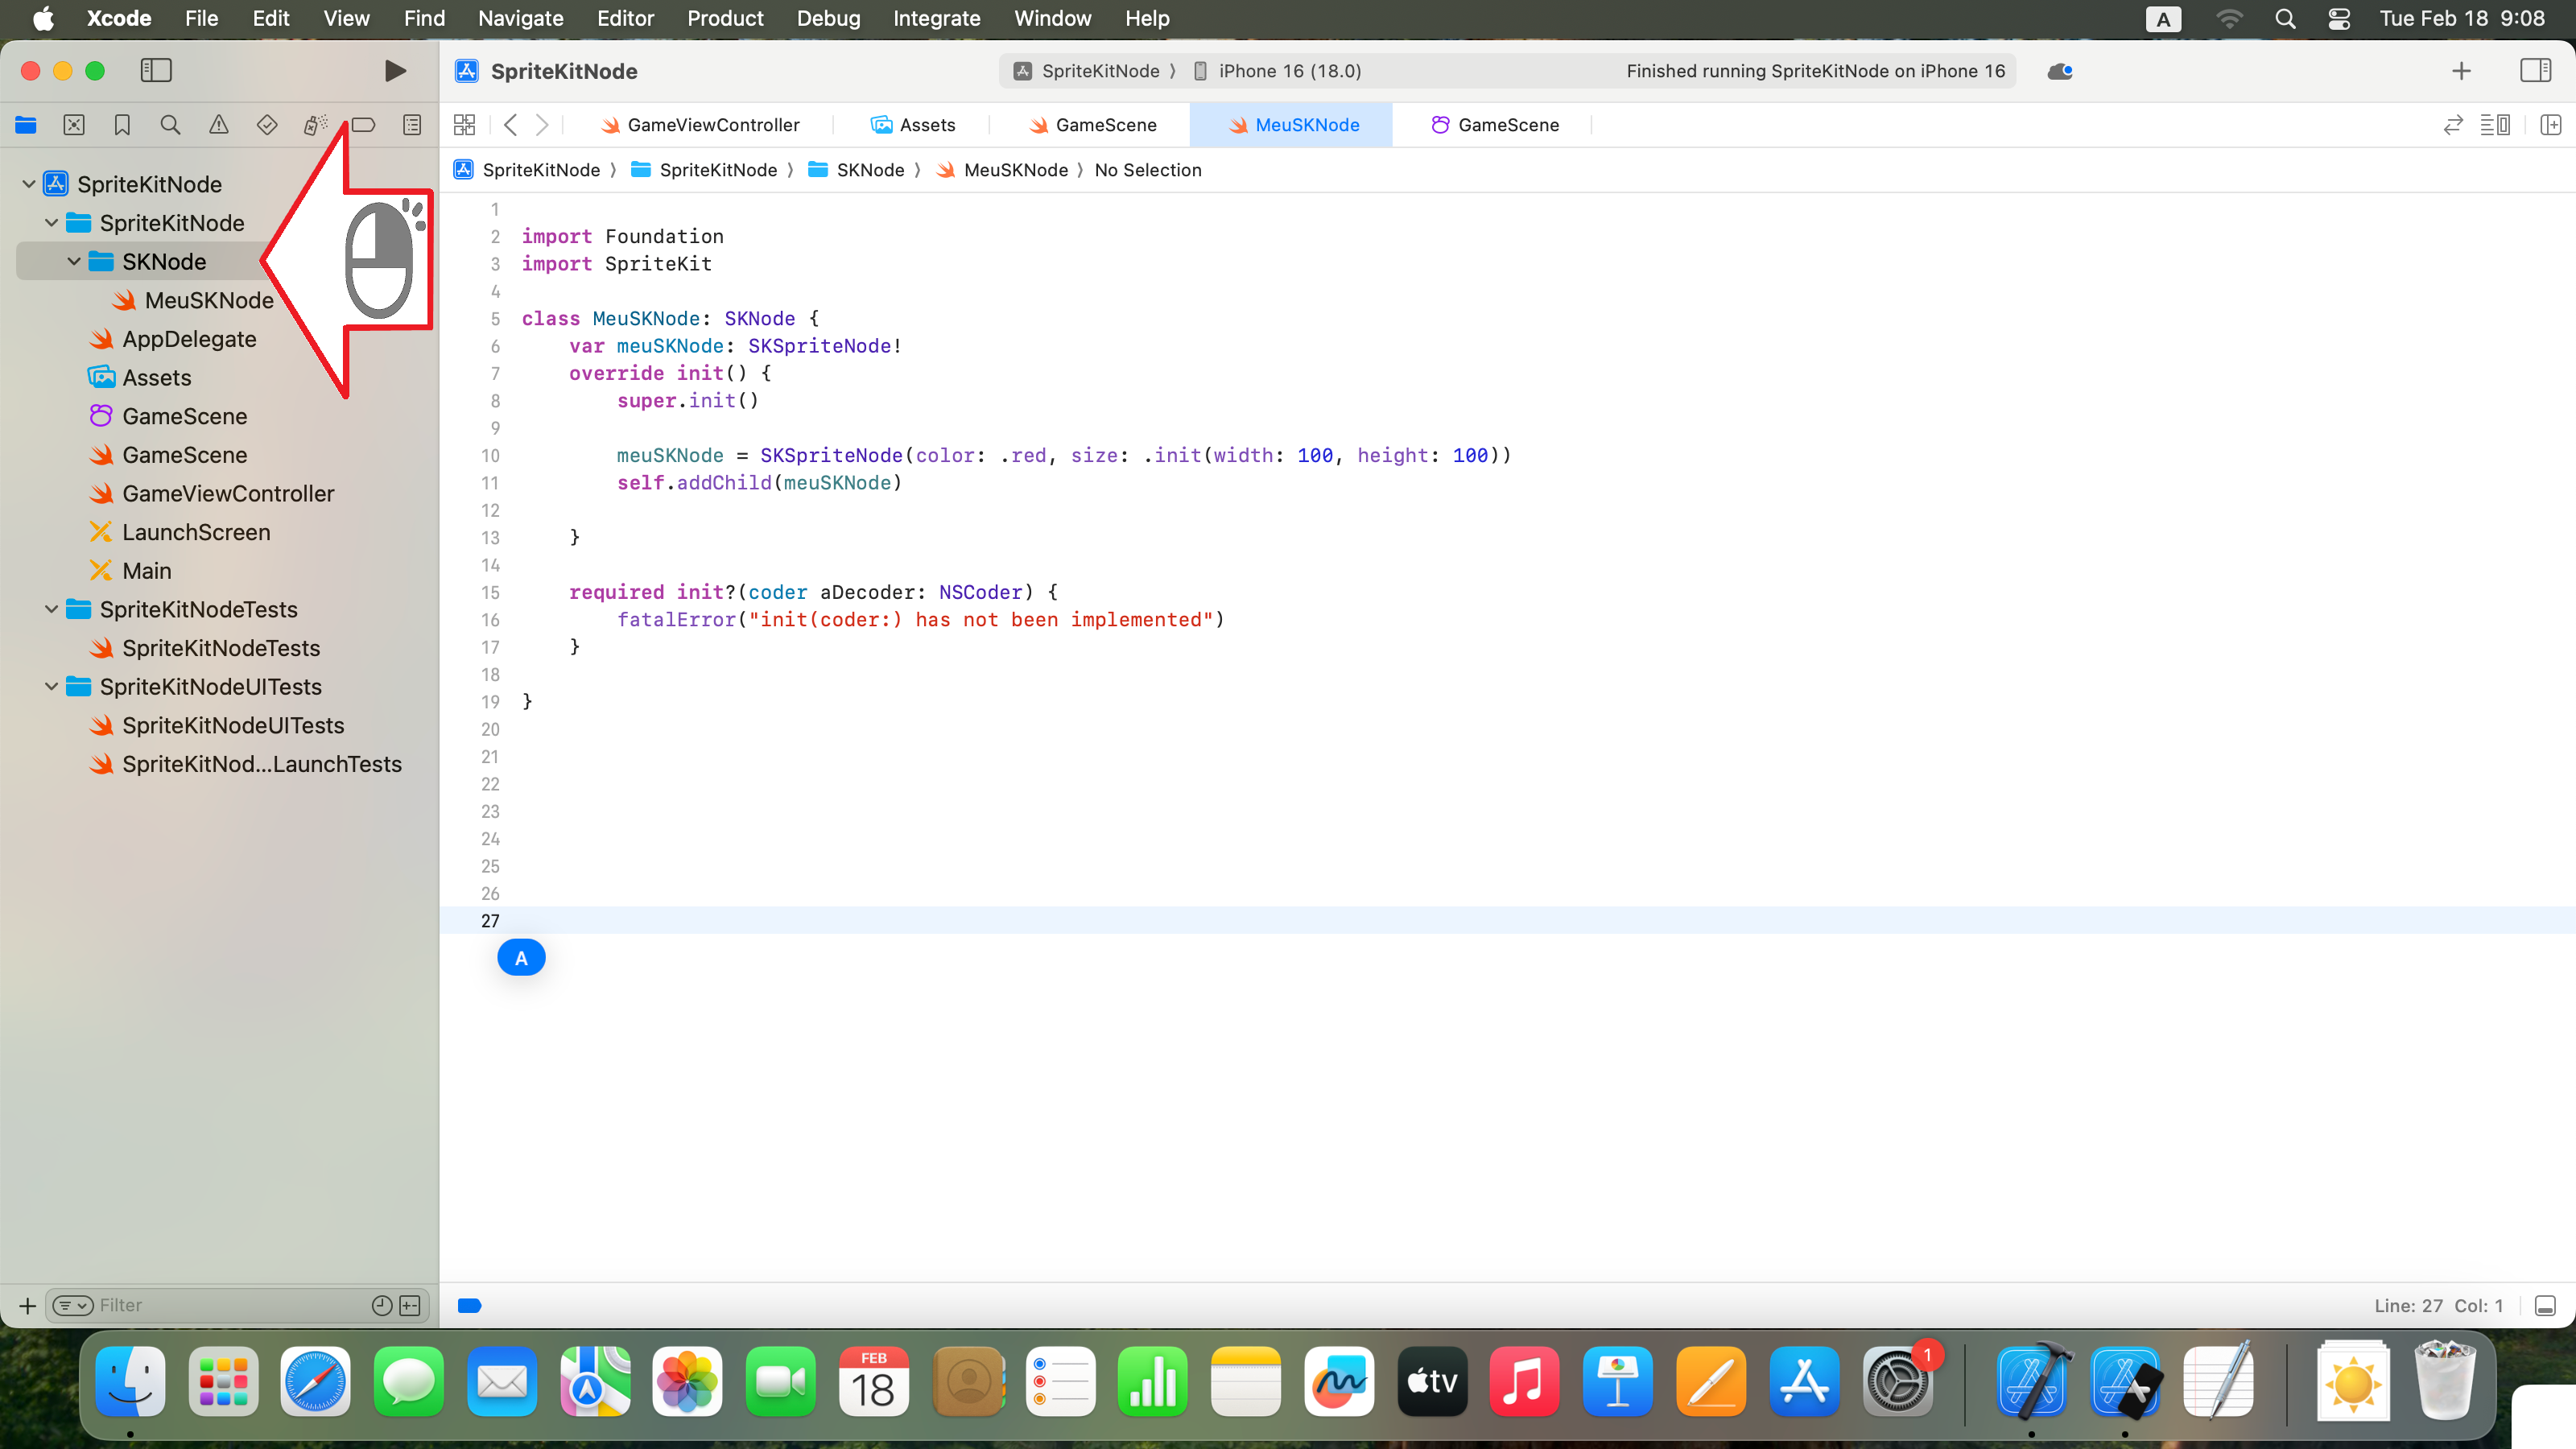 Xcode File Edit View Find Navigate Editor Product Debug Integrate Window Help A Tue Feb 18 9:08
SpriteKitNode SpriteKitNode 〉 iPhone 16 (18.0) Finished running SpriteKitNode on iPhone 16
GameViewController Assets GameScene MeuSKNode GameScene
SpriteKitNode 〉 SpriteKitNode 〉 SKNode 〉 MeuSKNode 〉 No Selection
SpriteKitNode
SpriteKitNode
SKNode
MeuSKNode
AppDelegate
Assets
GameScene
GameScene
GameViewController
LaunchScreen
Main
SpriteKitNodeTests
SpriteKitNodeTests
SpriteKitNodeUITests
SpriteKitNodeUITests
SpriteKitNod...LaunchTests
Filter
1
2 import Foundation
3 import SpriteKit
4
5 class MeuSKNode: SKNode {
6 var meuSKNode: SKSpriteNode!
7 override init() {
8 super.init()
9
10 meuSKNode = SKSpriteNode(color: .red, size: .init(width: 100, height: 100))
11 self.addChild(meuSKNode)
12
13 }
14
15 required init?(coder aDecoder: NSCoder) {
16 fatalError("init(coder:) has not been implemented")
17 }
18
19 }
20
21
22
23
24
25
26
27
A
Line: 27 Col: 1
FEB
18
tv
1